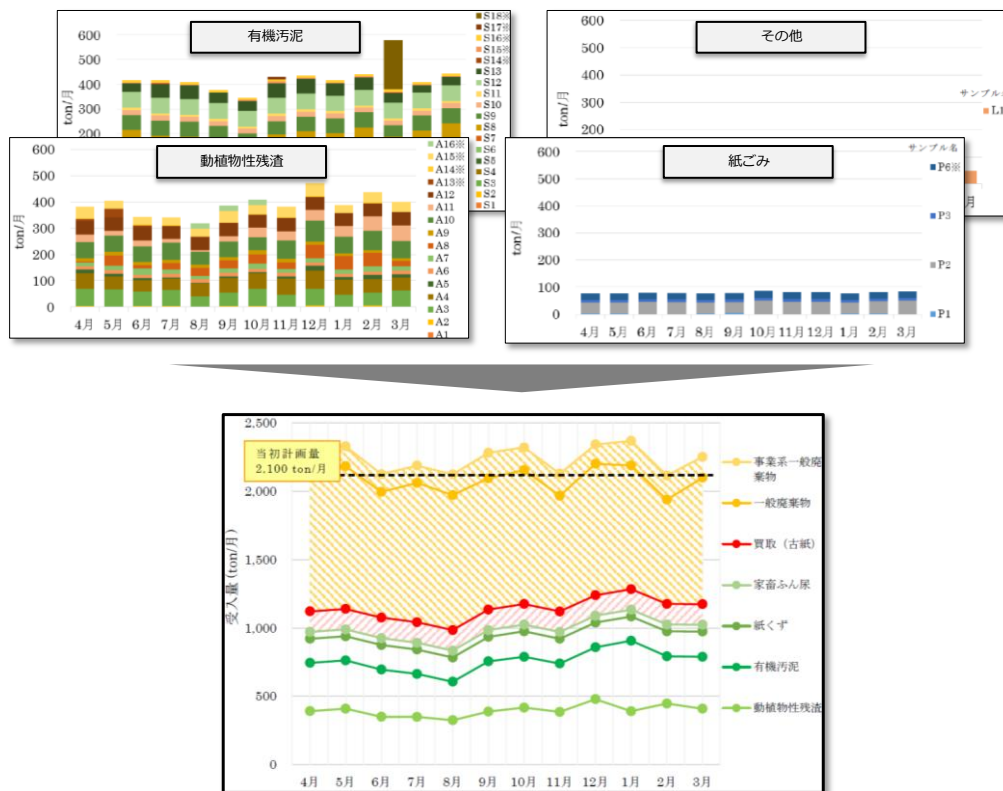 有機汚泥
600
500
400
300
200
ton/月
S18※
S17※
S16※
S15※
S14※
S13
S12
S11
S10
S9
S8
S7
S6
S5
S4
S3
S2
S1
その他
600
500
400
300
200
ton/月
月
動植物性残渣
600
500
400
300
200
100
0
ton/月
4月 5月 6月 7月 8月 9月 10月 11月 12月 1月 2月 3月
A16※
A15※
A14※
A13※
A12
A11
A10
A9
A8
A7
A6
A5
A4
A3
A2
A1
紙ごみ
600
500
400
300
200
100
0
ton/月
4月 5月 6月 7月 8月 9月 10月 11月 12月 1月 2月 3月
サンプル名
P6※
P3
P2
P1
当初計画量
2,100 ton/月
2,500
2,000
1,500
1,000
500
0
受入量 (ton/月)
4月 5月 6月 7月 8月 9月 10月 11月 12月 1月 2月 3月
事業系一般廃
棄物
一般廃棄物
買取（古紙）
家畜ふん尿
紙くず
有機汚泥
動植物性残渣